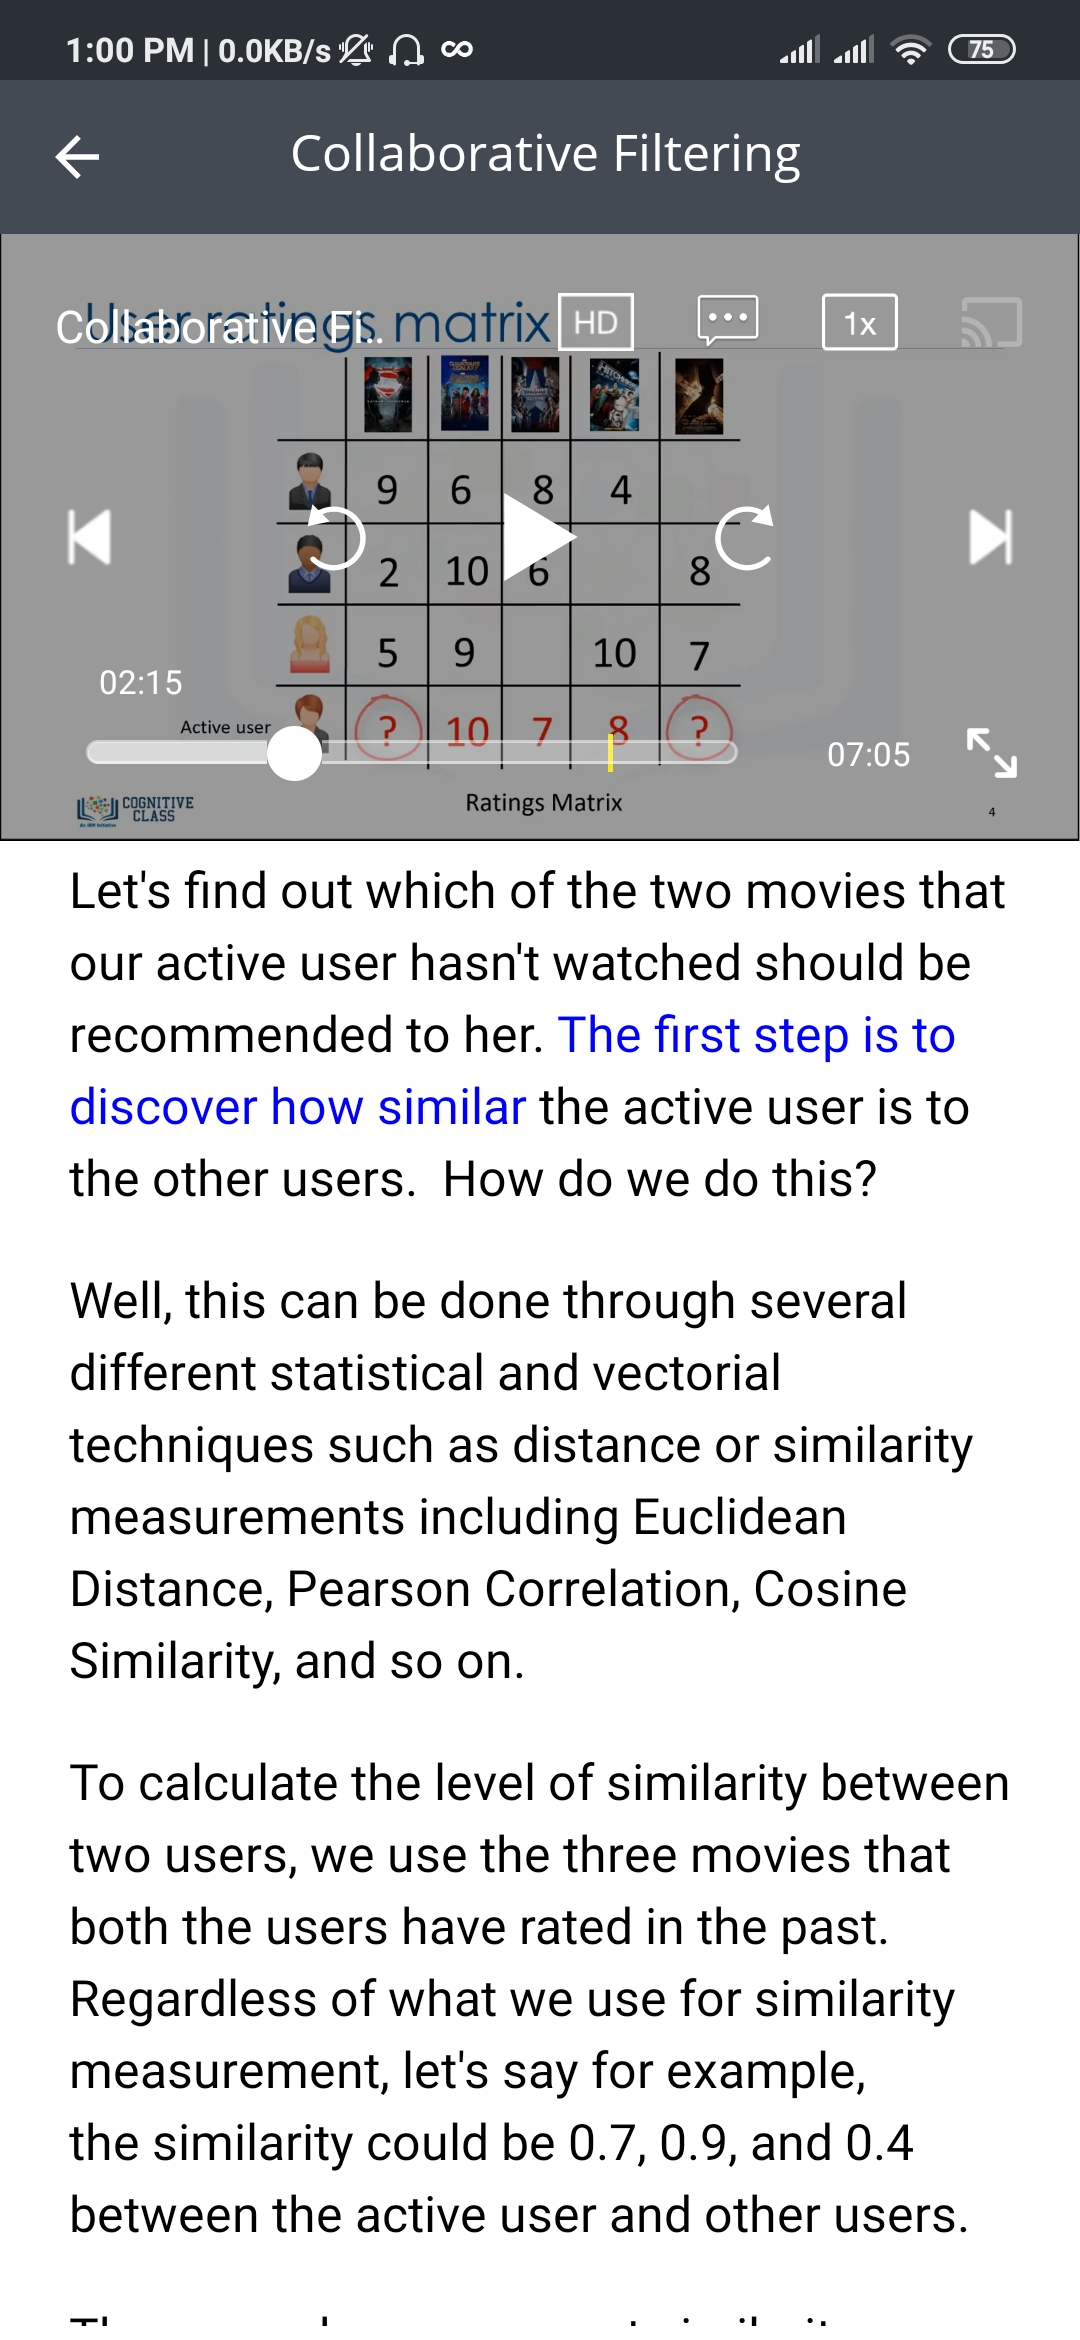 1:00 PM | 0.0KB/s
75
Collaborative Filtering
User ratings matrix
Collaborative Fi..
HD
1x
9 6 8 4
2 10 6 8
5 9 10 7
02:15
Active user ? 10 7 8 ?
07:05
COGNITIVE
CLASS
Ratings Matrix
4
Let's find out which of the two movies that
our active user hasn't watched should be
recommended to her. The first step is to
discover how similar the active user is to
the other users.  How do we do this?
Well, this can be done through several
different statistical and vectorial
techniques such as distance or similarity
measurements including Euclidean
Distance, Pearson Correlation, Cosine
Similarity, and so on.
To calculate the level of similarity between
two users, we use the three movies that
both the users have rated in the past.
Regardless of what we use for similarity
measurement, let's say for example,
the similarity could be 0.7, 0.9, and 0.4
between the active user and other users.